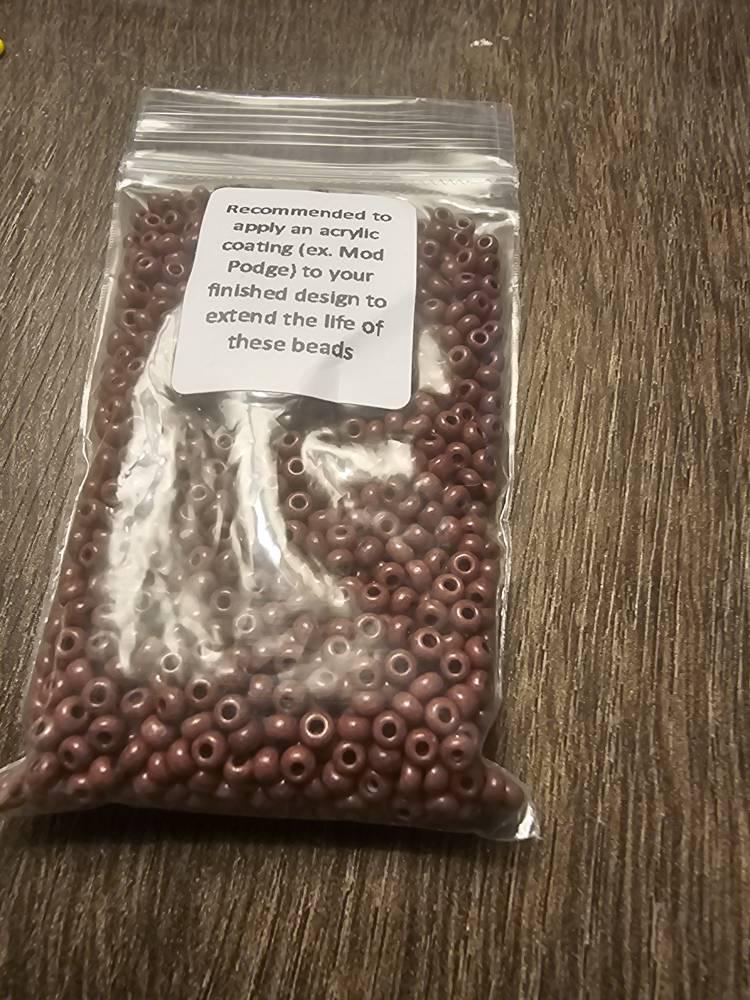 Recommended to
apply an acrylic
coating (ex. Mod
Podge) to your
finished design to
extend the life of
these beads